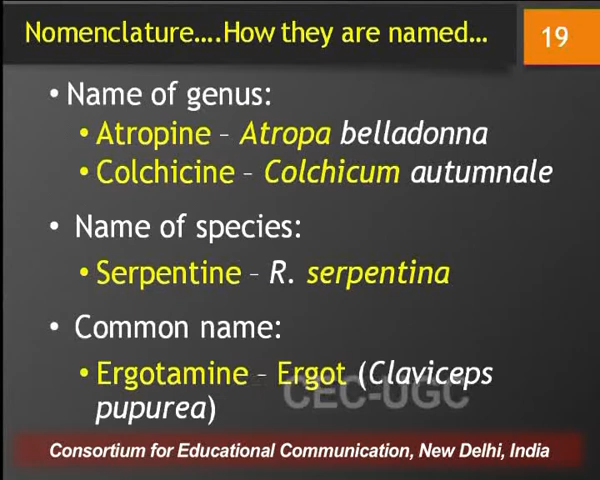 Nomenclature....How they are named...
19
• Name of genus:
• Atropine – Atropa belladonna
• Colchicine – Colchicum autumnale
• Name of species:
• Serpentine – R. serpentina
• Common name:
• Ergotamine – Ergot (Claviceps
pupurea)
CEC-UGC
Consortium for Educational Communication, New Delhi, India